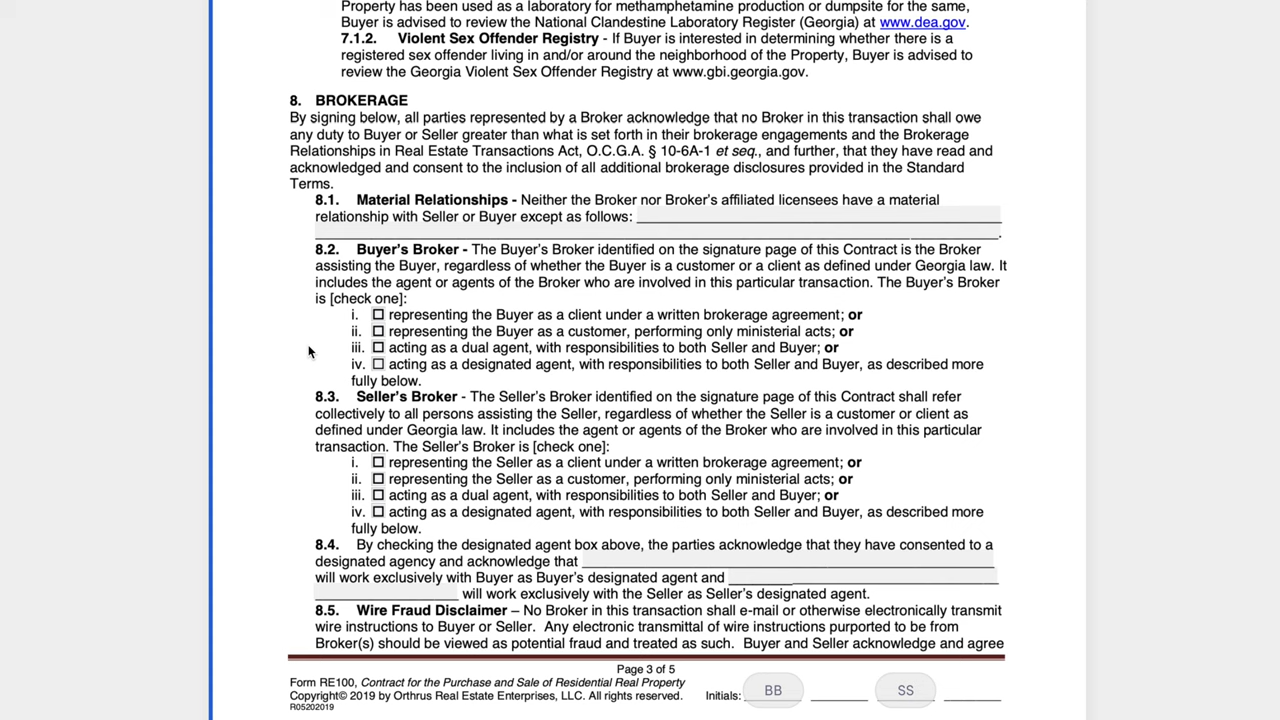 Property has been used as a laboratory for methamphetamine production or dumpsite for the same,
Buyer is advised to review the National Clandestine Laboratory Register (Georgia) at www.dea.gov.
7.1.2. Violent Sex Offender Registry - If Buyer is interested in determining whether there is a
registered sex offender living in and/or around the neighborhood of the Property, Buyer is advised to
review the Georgia Violent Sex Offender Registry at www.gbi.georgia.gov.
8. BROKERAGE
By signing below, all parties represented by a Broker acknowledge that no Broker in this transaction shall owe
any duty to Buyer or Seller greater than what is set forth in their brokerage engagements and the Brokerage
Relationships in Real Estate Transactions Act, O.C.G.A. § 10-6A-1 et seq., and further, that they have read and
acknowledged and consent to the inclusion of all additional brokerage disclosures provided in the Standard
Terms.
8.1. Material Relationships - Neither the Broker nor Broker's affiliated licensees have a material
relationship with Seller or Buyer except as follows:
.
8.2. Buyer's Broker - The Buyer's Broker identified on the signature page of this Contract is the Broker
assisting the Buyer, regardless of whether the Buyer is a customer or a client as defined under Georgia law. It
includes the agent or agents of the Broker who are involved in this particular transaction. The Buyer's Broker
is [check one]:
i. ☐ representing the Buyer as a client under a written brokerage agreement; or
ii. ☐ representing the Buyer as a customer, performing only ministerial acts; or
iii. ☐ acting as a dual agent, with responsibilities to both Seller and Buyer; or
iv. ☐ acting as a designated agent, with responsibilities to both Seller and Buyer, as described more
fully below.
8.3. Seller's Broker - The Seller's Broker identified on the signature page of this Contract shall refer
collectively to all persons assisting the Seller, regardless of whether the Seller is a customer or client as
defined under Georgia law. It includes the agent or agents of the Broker who are involved in this particular
transaction. The Seller's Broker is [check one]:
i. ☐ representing the Seller as a client under a written brokerage agreement; or
ii. ☐ representing the Seller as a customer, performing only ministerial acts; or
iii. ☐ acting as a dual agent, with responsibilities to both Seller and Buyer; or
iv. ☐ acting as a designated agent, with responsibilities to both Seller and Buyer, as described more
fully below.
8.4. By checking the designated agent box above, the parties acknowledge that they have consented to a
designated agency and acknowledge that
will work exclusively with Buyer as Buyer's designated agent and
will work exclusively with the Seller as Seller's designated agent.
8.5. Wire Fraud Disclaimer – No Broker in this transaction shall e-mail or otherwise electronically transmit
wire instructions to Buyer or Seller. Any electronic transmittal of wire instructions purported to be from
Broker(s) should be viewed as potential fraud and treated as such. Buyer and Seller acknowledge and agree
Page 3 of 5
Form RE100, Contract for the Purchase and Sale of Residential Real Property
Copyright© 2019 by Orthrus Real Estate Enterprises, LLC. All rights reserved. Initials: BB SS
R05202019